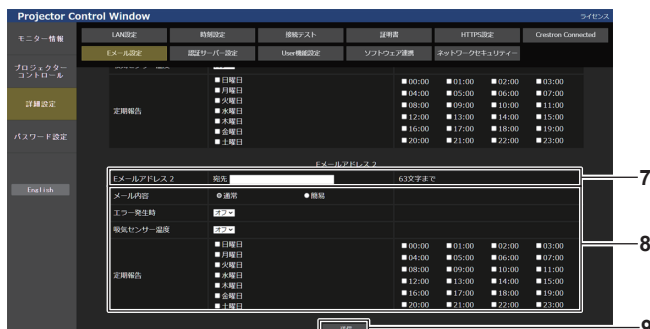 Projector Control Window
ライセンス
モニター情報
プロジェクター
コントロール
詳細設定
パスワード設定
English
LAN設定
時刻設定
接続テスト
証明書
HTTPS設定
Crestron Connected
Eメール設定
認証サーバー設定
User機能設定
ソフトウェア連携
ネットワークセキュリティー
定期報告
日曜日
月曜日
火曜日
水曜日
木曜日
金曜日
土曜日
00:00 01:00 02:00 03:00
04:00 05:00 06:00 07:00
08:00 09:00 10:00 11:00
12:00 13:00 14:00 15:00
16:00 17:00 18:00 19:00
20:00 21:00 22:00 23:00
Eメールアドレス 2
Eメールアドレス 2 宛先 63文字まで
7
メール内容 通常 簡易
エラー発生時 オフ
吸気センサー温度 オフ
8
定期報告
日曜日
月曜日
火曜日
水曜日
木曜日
金曜日
土曜日
00:00 01:00 02:00 03:00
04:00 05:00 06:00 07:00
08:00 09:00 10:00 11:00
12:00 13:00 14:00 15:00
16:00 17:00 18:00 19:00
20:00 21:00 22:00 23:00
9